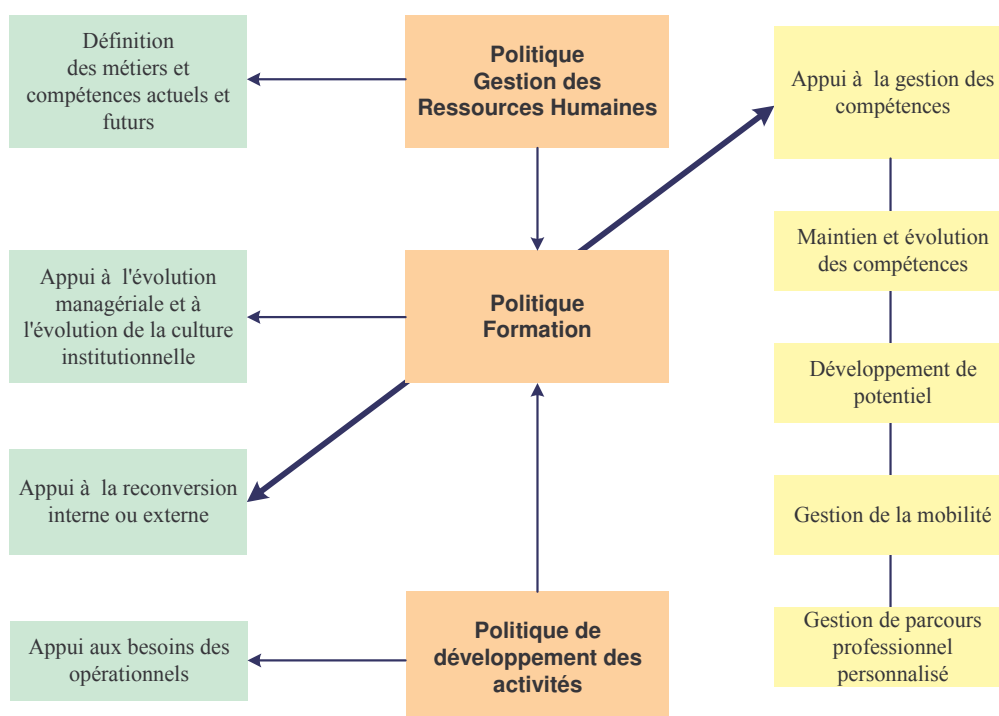 Définition
des métiers et
compétences actuels et
futurs
Politique
Gestion des
Ressources Humaines
Appui à la gestion des
compétences
Maintien et évolution
des compétences
Appui à l'évolution
managériale et à
l'évolution de la culture
institutionnelle
Politique
Formation
Développement de
potentiel
Appui à la reconversion
interne ou externe
Gestion de la mobilité
Appui aux besoins des
opérationnels
Politique de
développement des
activités
Gestion de parcours
professionnel
personnalisé